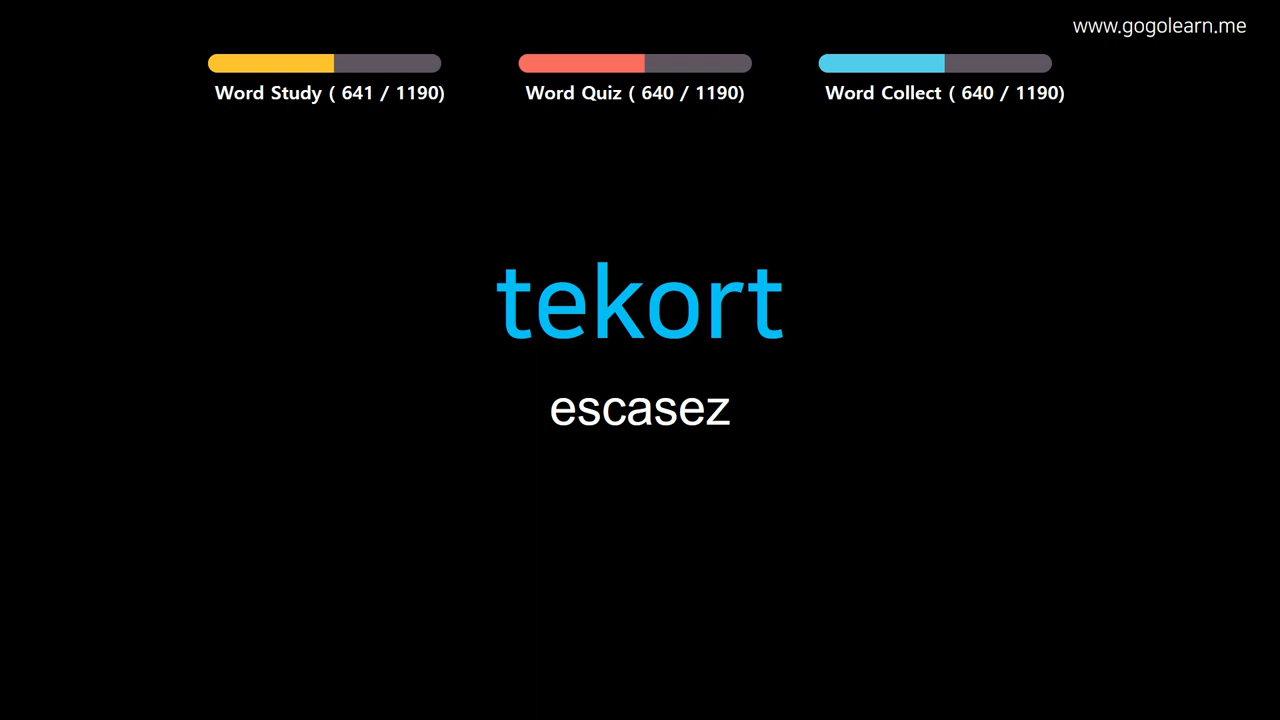 www.gogolearn.me
Word Study ( 641 / 1190)
Word Quiz ( 640 / 1190)
Word Collect ( 640 / 1190)
tekort
escasez